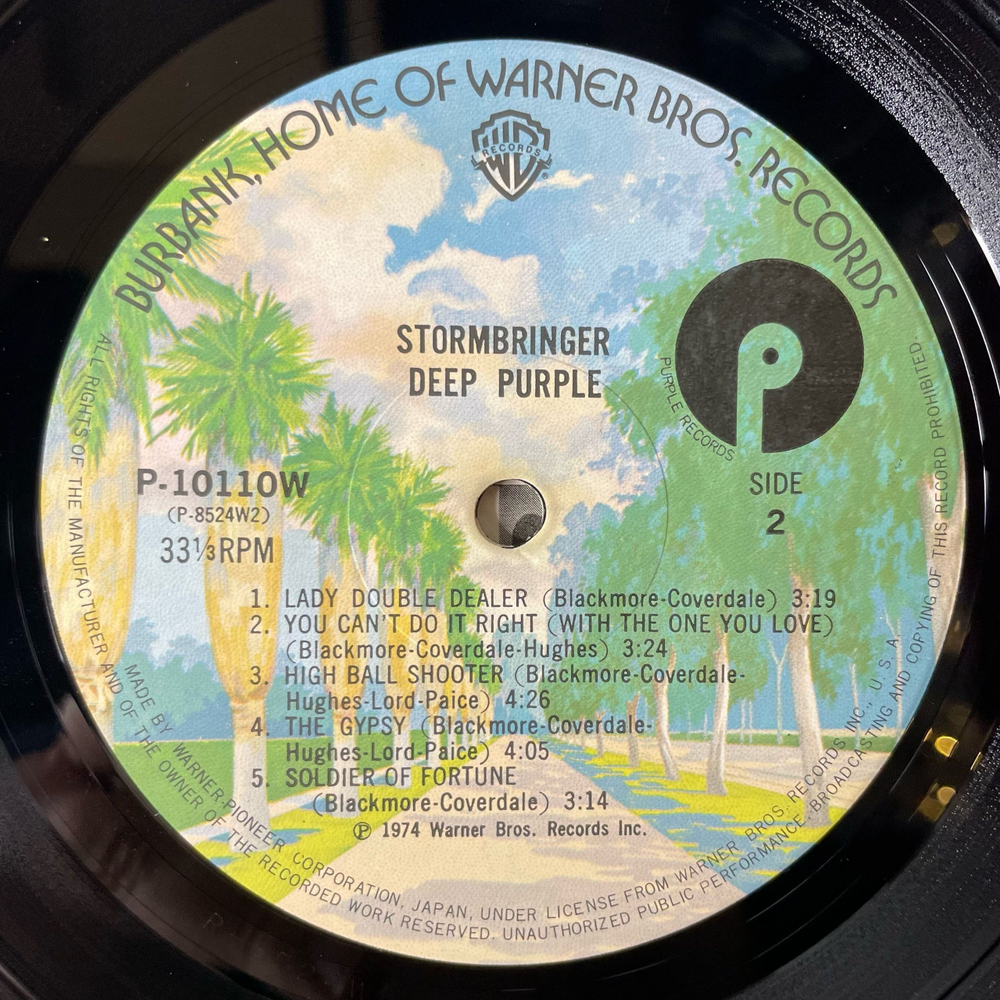 BURBANK, HOME OF WARNER BROS. RECORDS
RECORDS
STORMBRINGER
DEEP PURPLE
PURPLE RECORDS
P-10110W
(P-8524W2)
33⅓RPM
SIDE
2
1. LADY DOUBLE DEALER (Blackmore-Coverdale) 3:19
2. YOU CAN'T DO IT RIGHT (WITH THE ONE YOU LOVE)
(Blackmore-Coverdale-Hughes) 3:24
3. HIGH BALL SHOOTER (Blackmore-Coverdale-
Hughes-Lord-Paice) 4:26
4. THE GYPSY (Blackmore-Coverdale-
Hughes-Lord-Paice) 4:05
5. SOLDIER OF FORTUNE
(Blackmore-Coverdale) 3:14
Ⓟ 1974 Warner Bros. Records Inc.
MADE BY WARNER-PIONEER CORPORATION, JAPAN, UNDER LICENSE FROM WARNER BROS. RECORDS INC., U.S.A.
ALL RIGHTS OF THE MANUFACTURER AND OF THE OWNER OF THE RECORDED WORK RESERVED. UNAUTHORIZED PUBLIC PERFORMANCE, BROADCASTING AND COPYING OF THIS RECORD PROHIBITED.